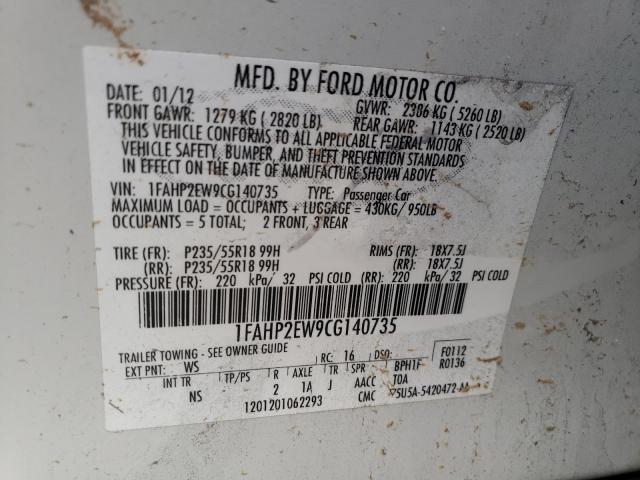 MFD. BY FORD MOTOR CO.
DATE: 01/12 GVWR: 2386 KG ( 5260 LB)
FRONT GAWR: 1279 KG ( 2820 LB) REAR GAWR: 1143 KG ( 2520 LB)
THIS VEHICLE CONFORMS TO ALL APPLICABLE FEDERAL MOTOR
VEHICLE SAFETY, BUMPER, AND THEFT PREVENTION STANDARDS
IN EFFECT ON THE DATE OF MANUFACTURE SHOWN ABOVE.
VIN: 1FAHP2EW9CG140735 TYPE: Passenger Car
MAXIMUM LOAD = OCCUPANTS + LUGGAGE = 430KG/ 950LB
OCCUPANTS = 5 TOTAL; 2 FRONT, 3 REAR
TIRE (FR): P235/55R18 99H RIMS (FR): 18X7.5J
(RR): P235/55R18 99H (RR): 18X7.5J
PRESSURE (FR): 220 kPa/ 32 PSI COLD (RR): 220 kPa/ 32 PSI COLD
1FAHP2EW9CG140735
TRAILER TOWING - SEE OWNER GUIDE
EXT PNT: WS RC: 16 DSO: F0112
INT TR TP/PS R AXLE TR SPR BPH1F R0136
NS 2 1A J AACC TOA
1201201062293 CMC 5U5A-5420472-AA